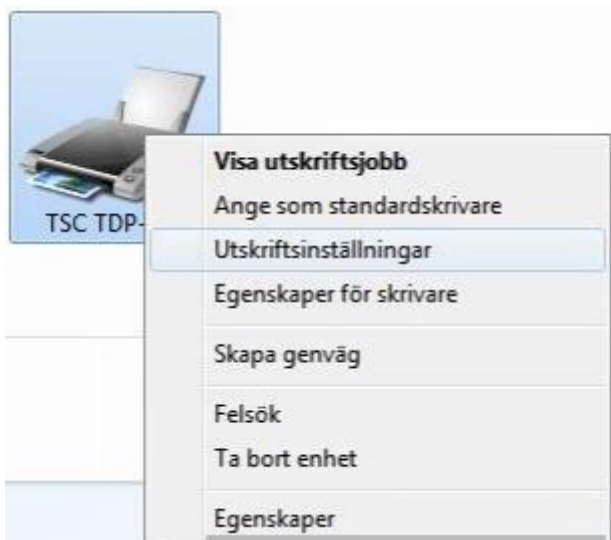 TSC TDP-
Visa utskriftsjobb
Ange som standardskrivare
Utskriftsinställningar
Egenskaper för skrivare
Skapa genväg
Felsök
Ta bort enhet
Egenskaper